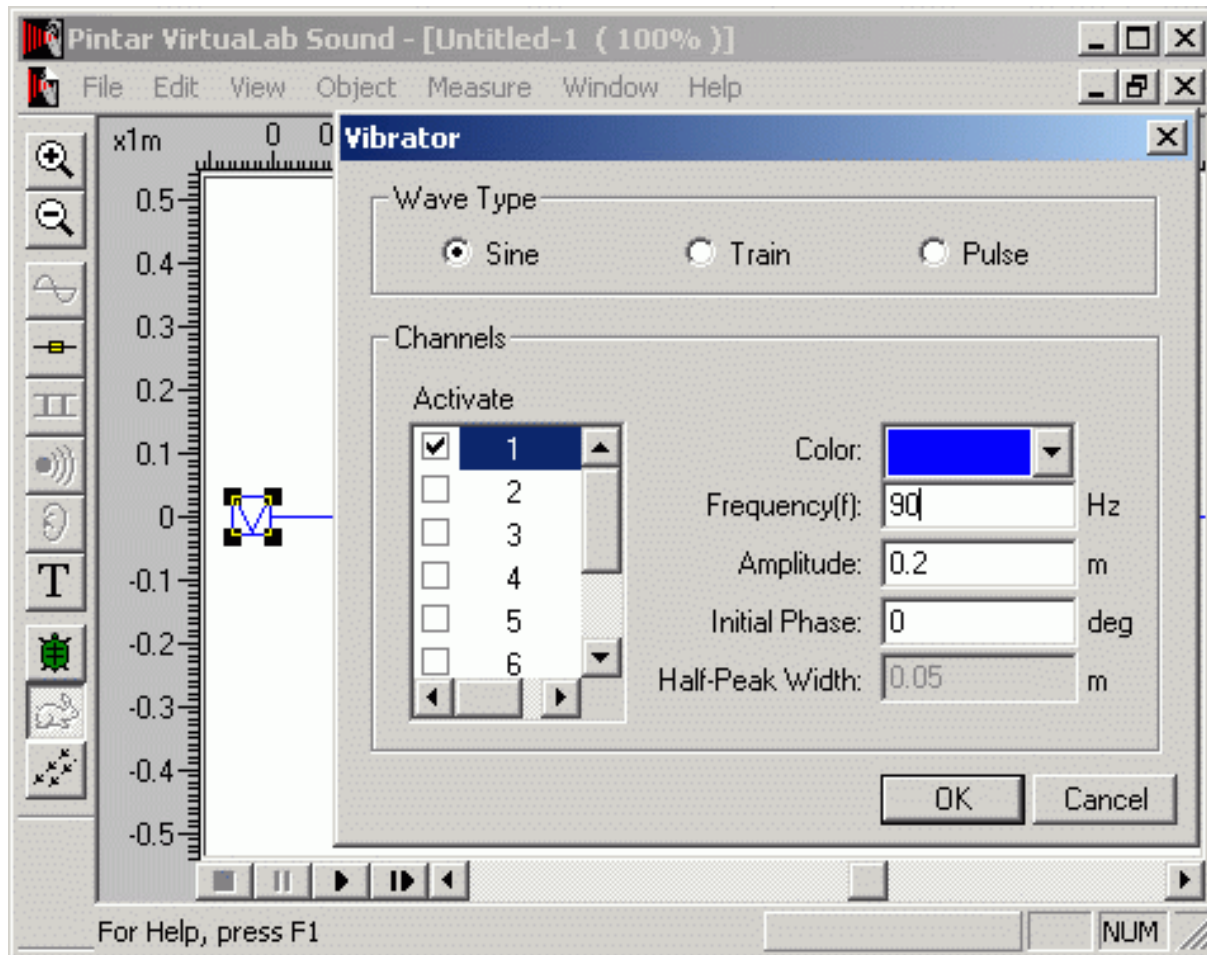 Pintar VirtuaLab Sound - [Untitled-1 ( 100% )]
File Edit View Object Measure Window Help
x1m 0 0
Vibrator
0.5
0.4
0.3
0.2
0.1
0
-0.1
-0.2
-0.3
-0.4
-0.5
T
Wave Type
Sine Train Pulse
Channels
Activate
1
2
3
4
5
6
Color:
Frequency(f): 90 Hz
Amplitude: 0.2 m
Initial Phase: 0 deg
Half-Peak Width: 0.05 m
OK Cancel
For Help, press F1 NUM